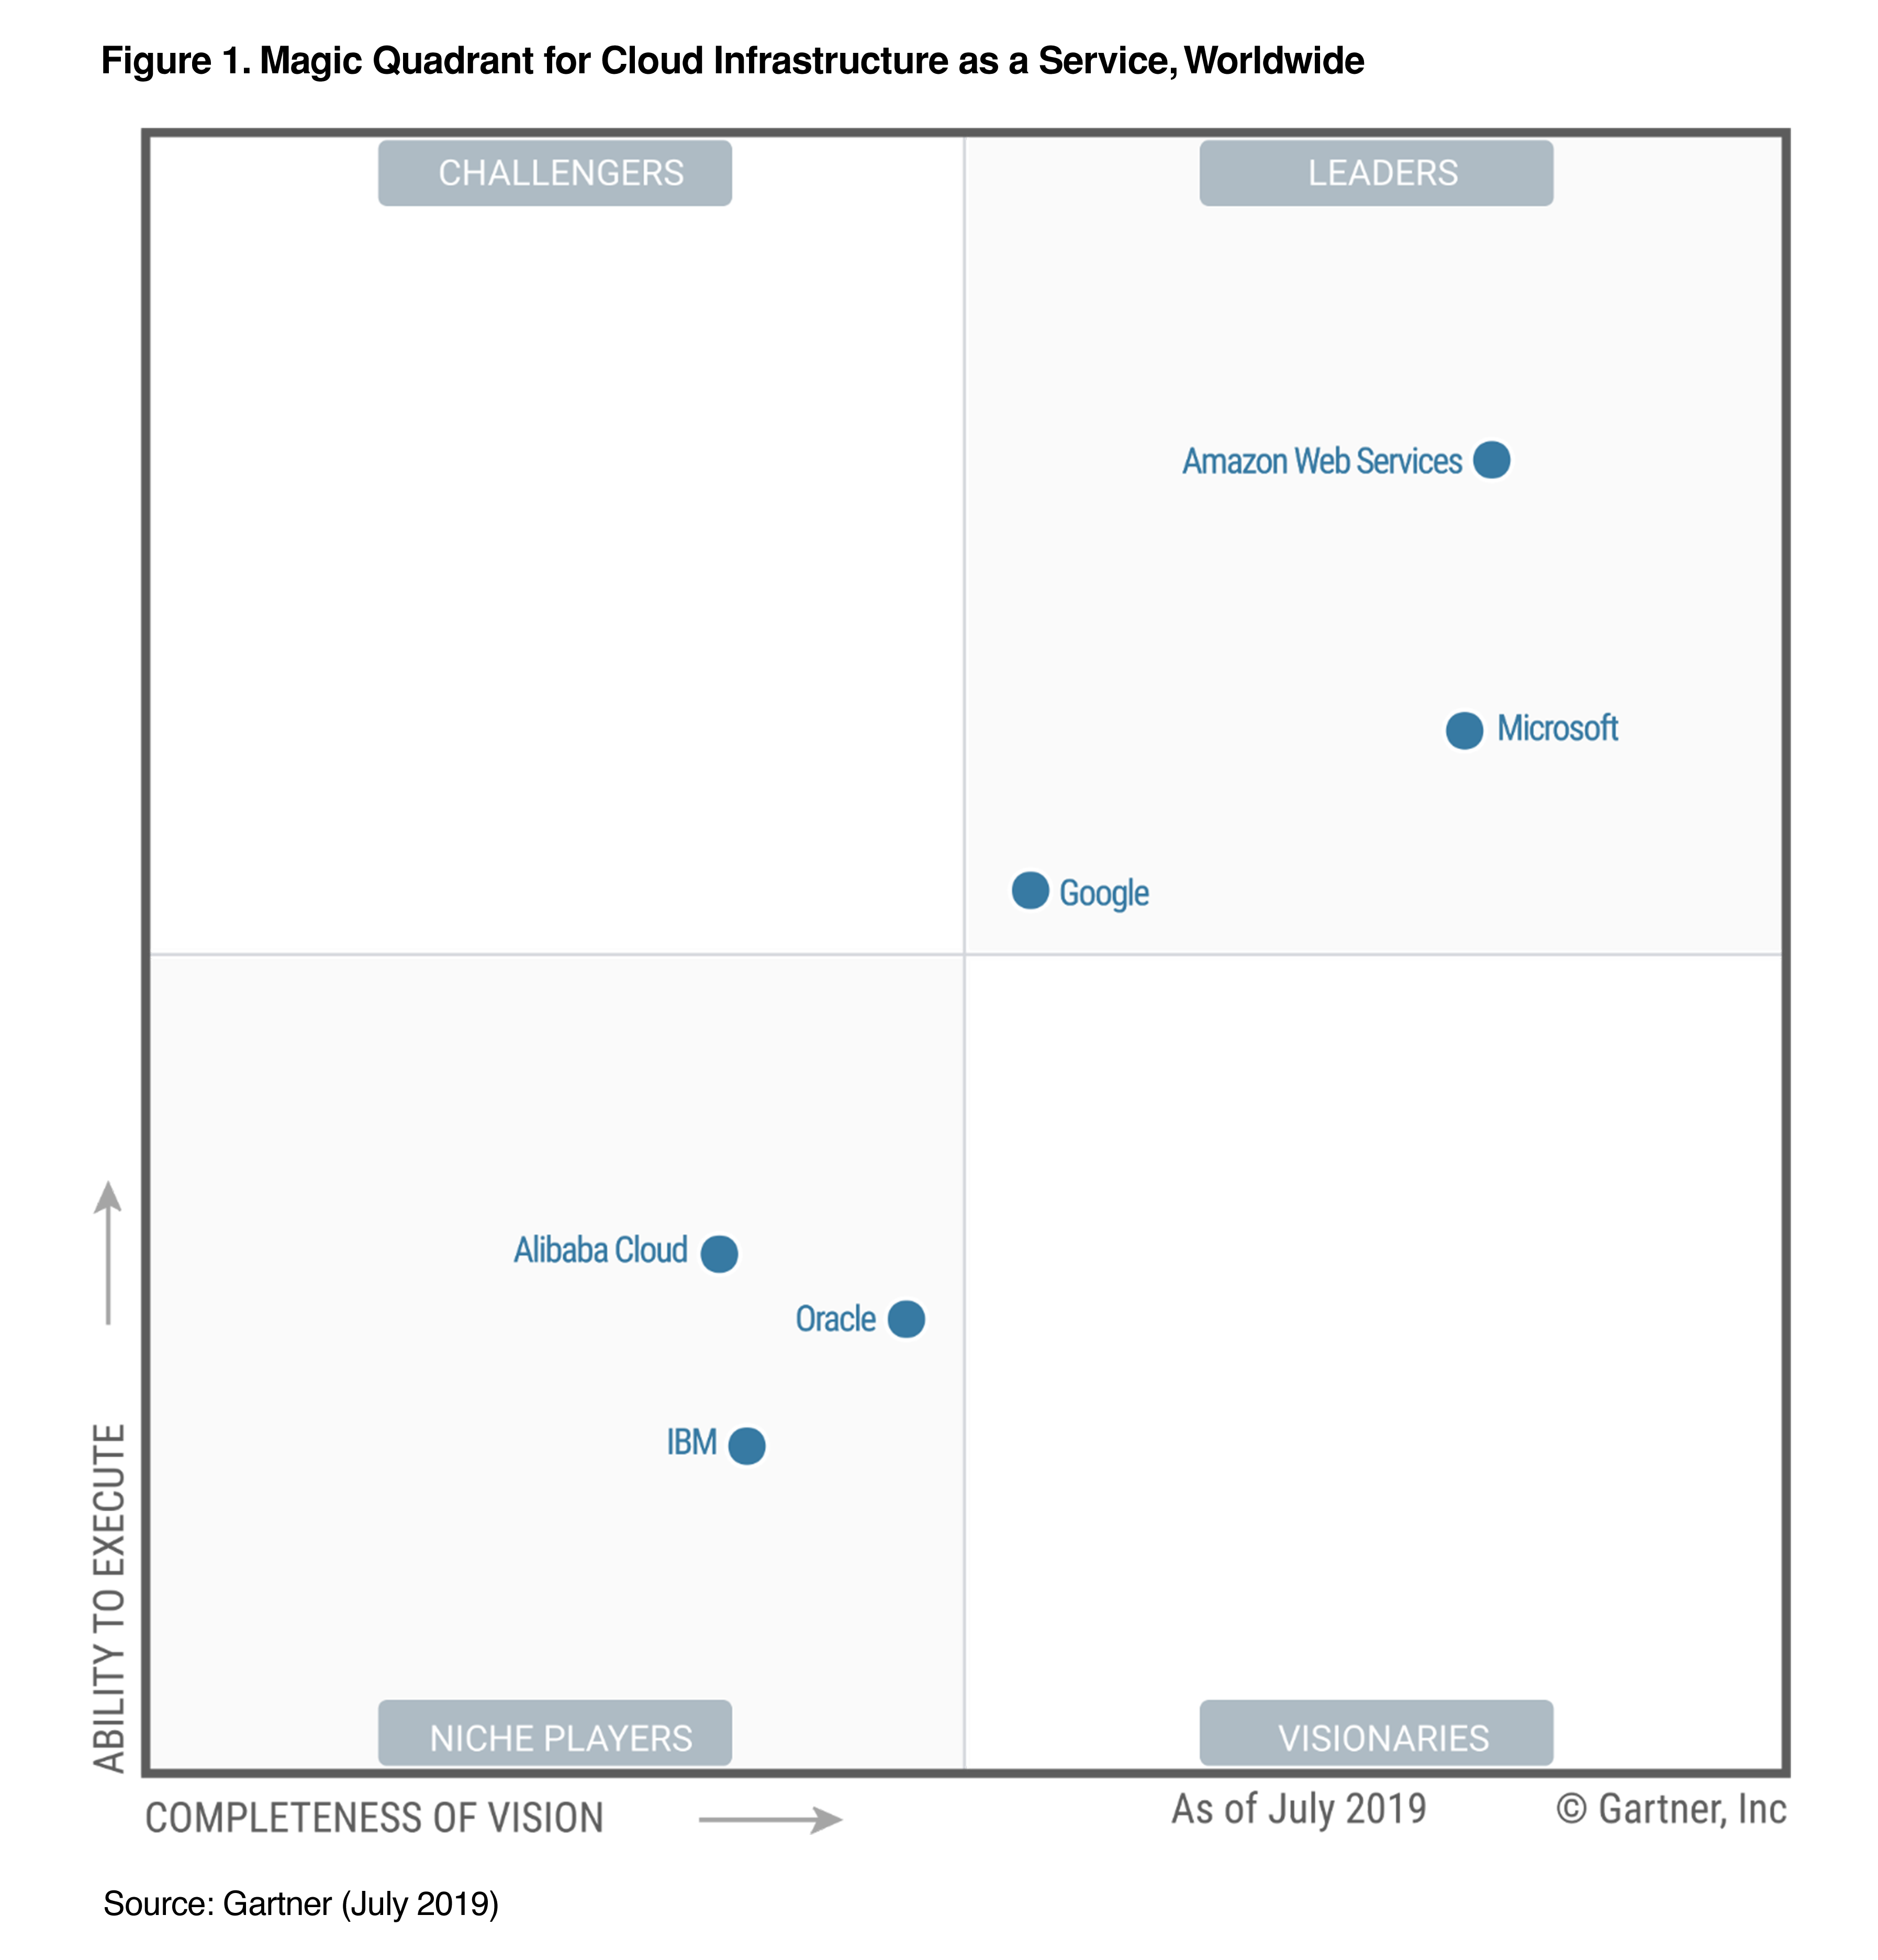 Figure 1. Magic Quadrant for Cloud Infrastructure as a Service, Worldwide
CHALLENGERS
LEADERS
Amazon Web Services
Microsoft
Google
Alibaba Cloud
Oracle
IBM
NICHE PLAYERS
VISIONARIES
ABILITY TO EXECUTE
COMPLETENESS OF VISION
As of July 2019
© Gartner, Inc
Source: Gartner (July 2019)